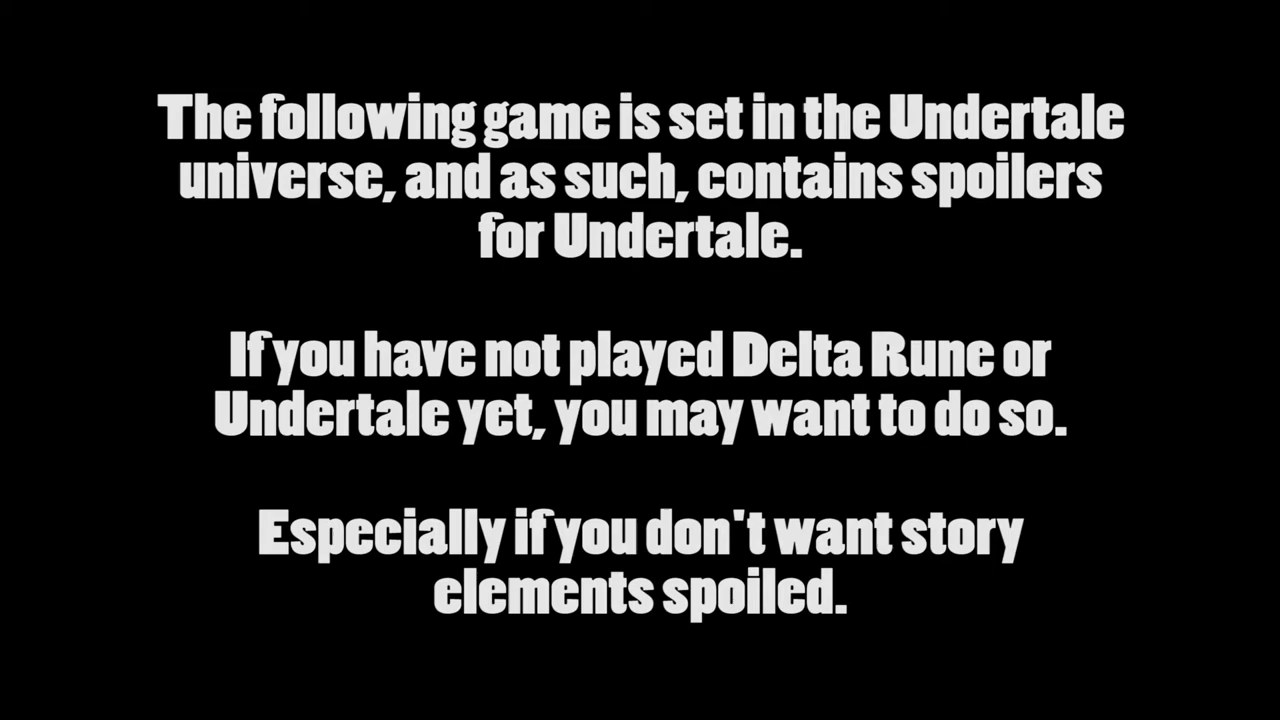 The following game is set in the Undertale
universe, and as such, contains spoilers
for Undertale.
If you have not played Delta Rune or
Undertale yet, you may want to do so.
Especially if you don't want story
elements spoiled.